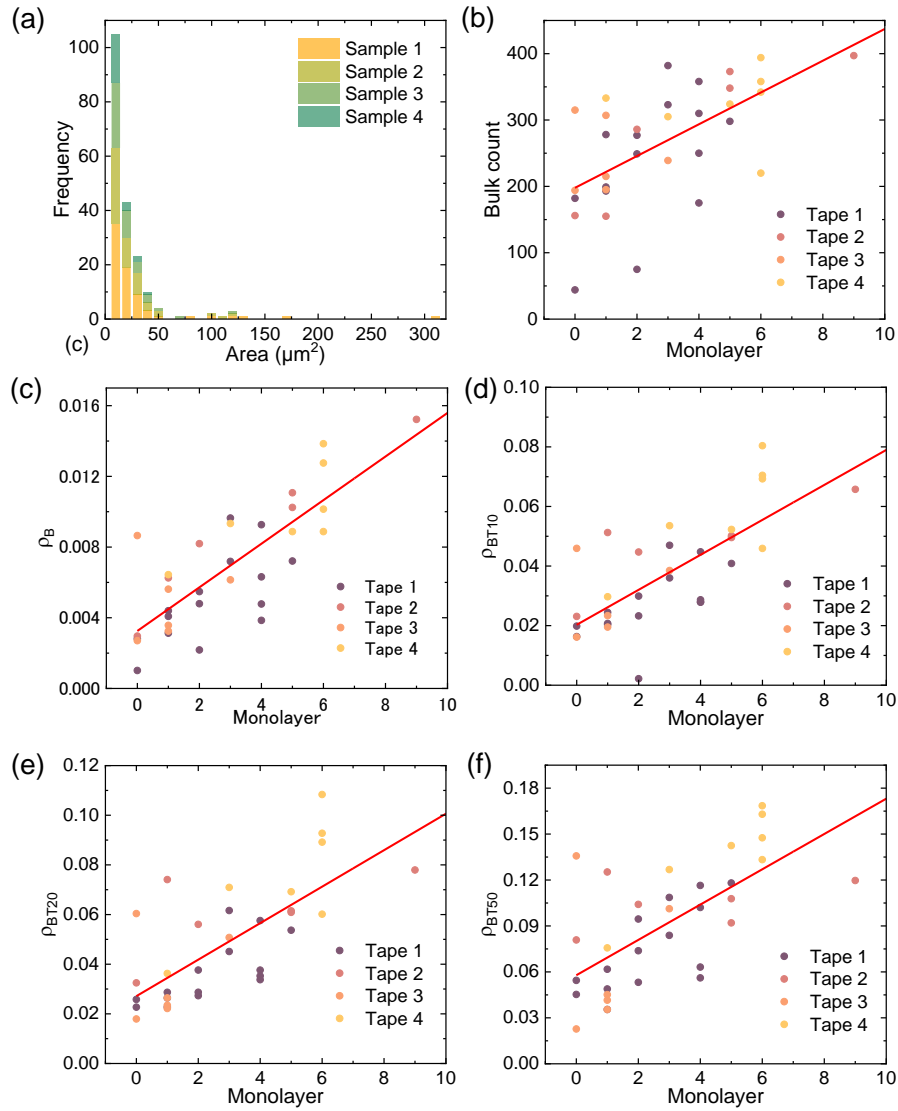 (a)
Frequency
100
80
60
40
20
0
Sample 1
Sample 2
Sample 3
Sample 4
0 50 100 150 200 250 300
Area (µm²)
(c)
(b)
Bulk count
400
300
200
100
0
Tape 1
Tape 2
Tape 3
Tape 4
0 2 4 6 8 10
Monolayer
(c)
ρB
0.016
0.012
0.008
0.004
0.000
Tape 1
Tape 2
Tape 3
Tape 4
0 2 4 6 8 10
Monolayer
(d)
ρBT10
0.10
0.08
0.06
0.04
0.02
0.00
Tape 1
Tape 2
Tape 3
Tape 4
0 2 4 6 8 10
Monolayer
(e)
ρBT20
0.12
0.10
0.08
0.06
0.04
0.02
0.00
Tape 1
Tape 2
Tape 3
Tape 4
0 2 4 6 8 10
Monolayer
(f)
ρBT50
0.18
0.15
0.12
0.09
0.06
0.03
0.00
Tape 1
Tape 2
Tape 3
Tape 4
0 2 4 6 8 10
Monolayer